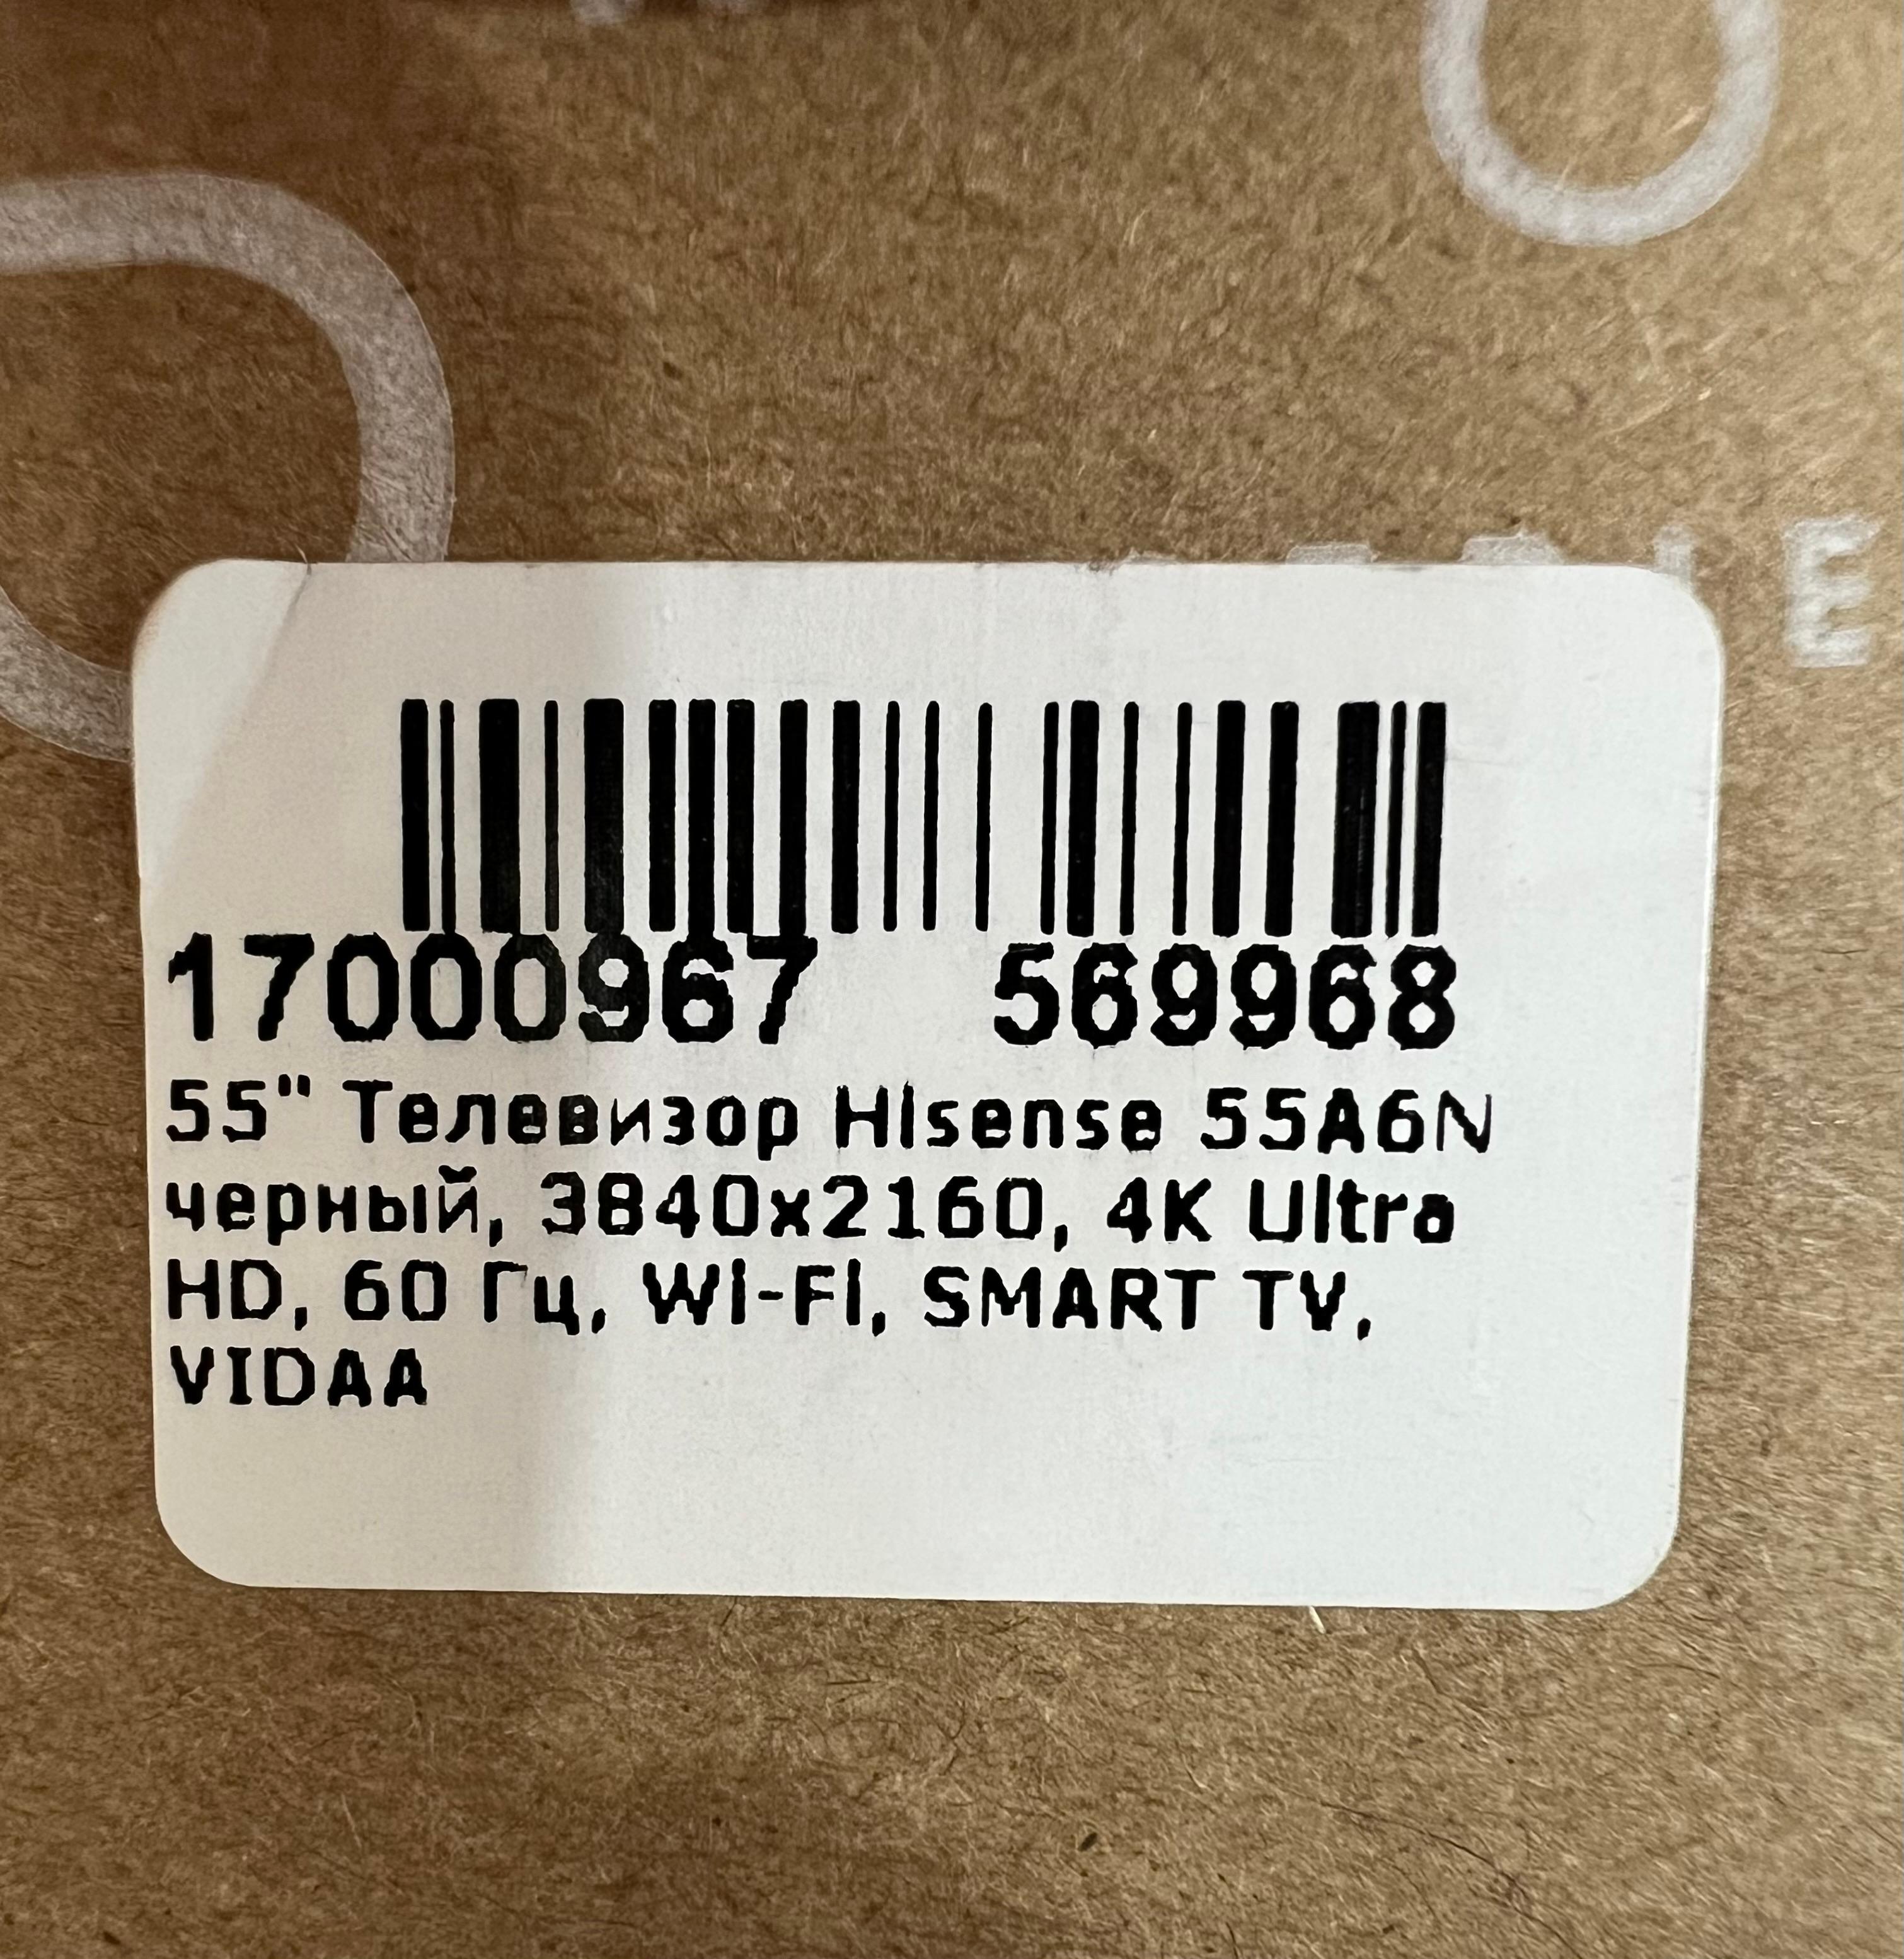 E
17000967 569968
55" Телевизор Hisense 55A6N
черный, 3840x2160, 4K Ultra
HD, 60 Гц, Wi-Fi, SMART TV,
VIDAA